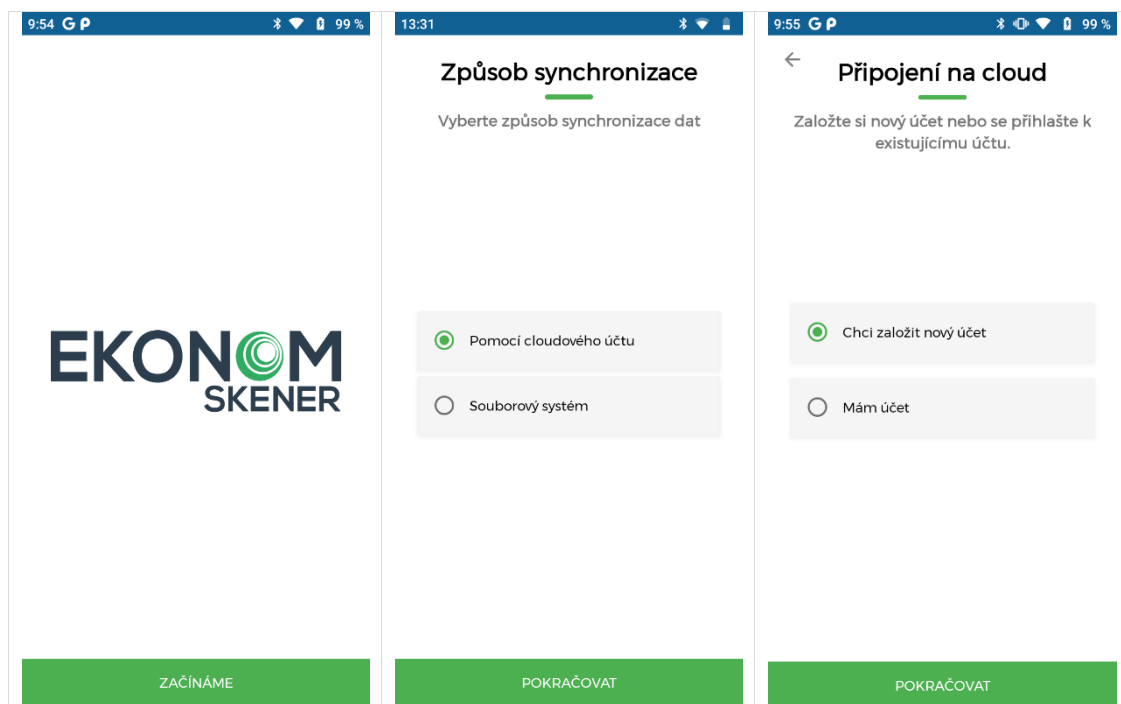 9:54 G P 99 %
EKONOM
SKENER
ZAČÍNÁME
13:31
Způsob synchronizace
Vyberte způsob synchronizace dat
Pomocí cloudového účtu
Souborový systém
POKRAČOVAT
9:55 G P 99 %
Připojení na cloud
Založte si nový účet nebo se přihlašte k
existujícímu účtu.
Chci založit nový účet
Mám účet
POKRAČOVAT